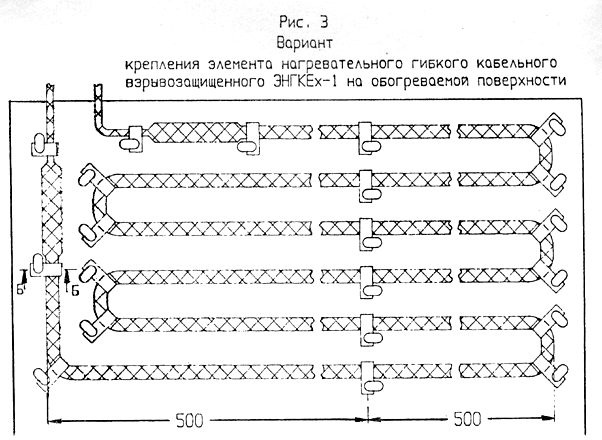 Рис. 3
Вариант
крепления элемента нагревательного гибкого кабельного
взрывозащищенного ЭНГКЕх-1 на обогреваемой поверхности
Б Б
500 500